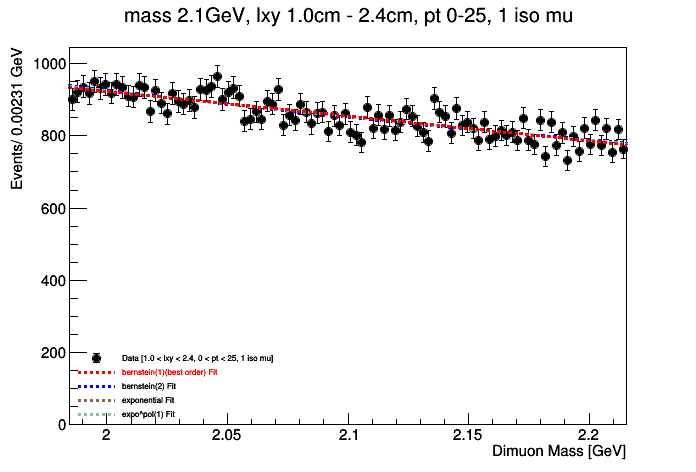 mass 2.1GeV, lxy 1.0cm - 2.4cm, pt 0-25, 1 iso mu
Events/ 0.00231 GeV
1000
800
600
400
200
0
Data [1.0 < lxy < 2.4, 0 < pt < 25, 1 iso mu]
bernstein(1)(best order) Fit
bernstein(2) Fit
exponential Fit
expo^pol(1) Fit
2 2.05 2.1 2.15 2.2
Dimuon Mass [GeV]